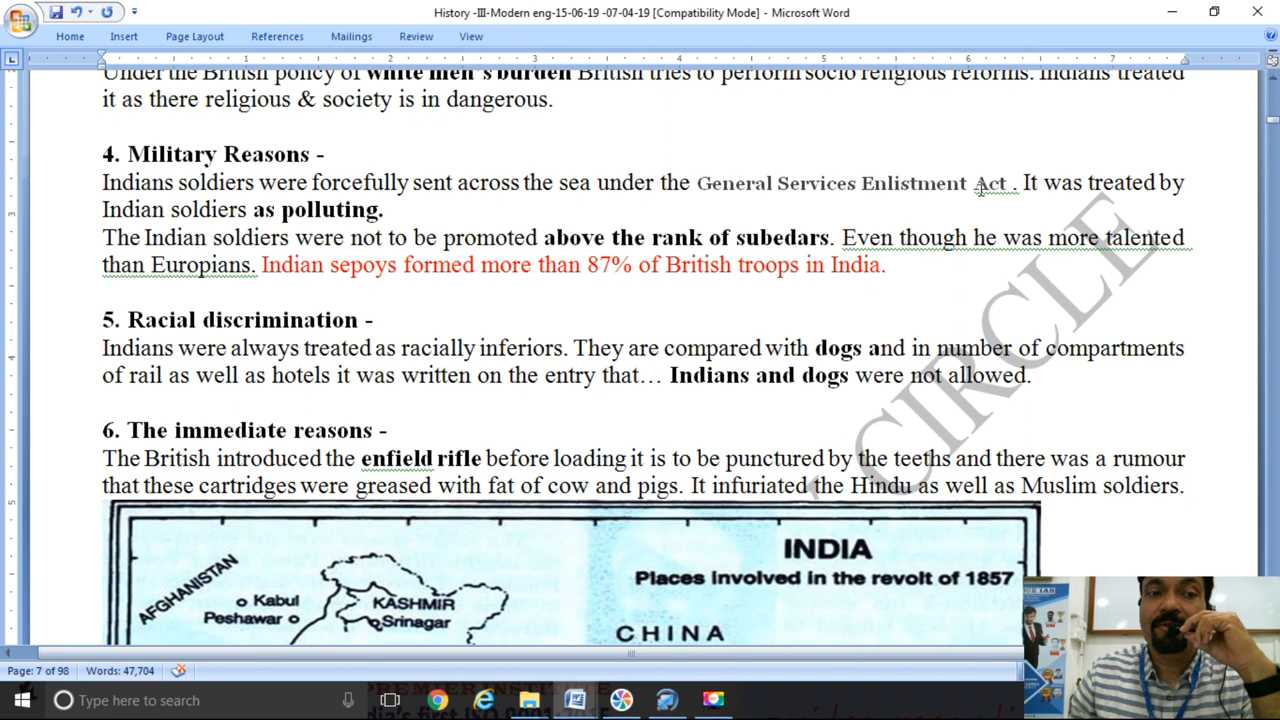 History -III-Modern eng-15-06-19 -07-04-19 [Compatibility Mode] - Microsoft Word
Home Insert Page Layout References Mailings Review View
1 2 3 4 5 6 7
Under the British policy of white men's burden British tries to perform socio religious reforms. Indians treated
it as there religious & society is in dangerous.
4. Military Reasons -
Indians soldiers were forcefully sent across the sea under the General Services Enlistment Act . It was treated by
Indian soldiers as polluting.
The Indian soldiers were not to be promoted above the rank of subedars. Even though he was more talented
than Europians. Indian sepoys formed more than 87% of British troops in India.
5. Racial discrimination -
Indians were always treated as racially inferiors. They are compared with dogs and in number of compartments
of rail as well as hotels it was written on the entry that… Indians and dogs were not allowed.
6. The immediate reasons -
The British introduced the enfield rifle before loading it is to be punctured by the teeths and there was a rumour
that these cartridges were greased with fat of cow and pigs. It infuriated the Hindu as well as Muslim soldiers.
CIRCLE
INDIA
Places involved in the revolt of 1857
AFGHANISTAN
Kabul
Peshawar
KASHMIR
Srinagar
CHINA
Page: 7 of 98 Words: 47,704
Type here to search
PREMIER INSTITUTE